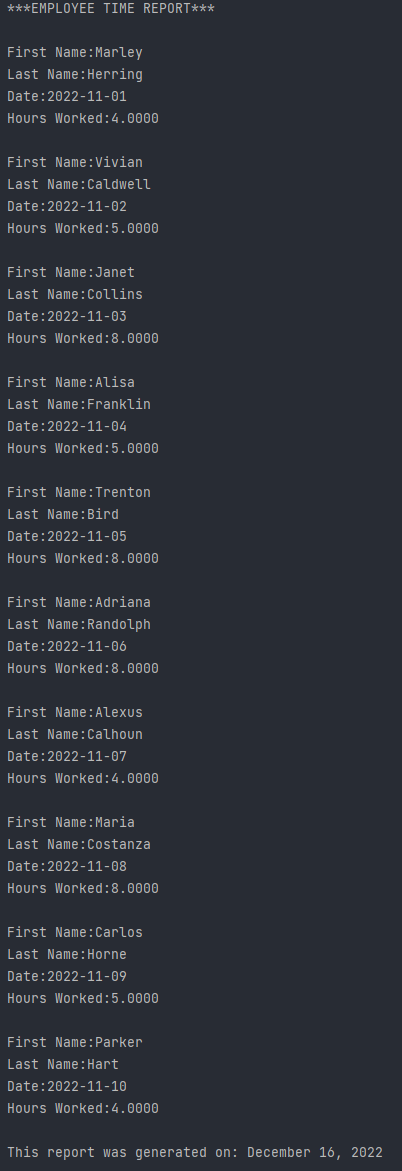 ***EMPLOYEE TIME REPORT***
First Name:Marley
Last Name:Herring
Date:2022-11-01
Hours Worked:4.0000
First Name:Vivian
Last Name:Caldwell
Date:2022-11-02
Hours Worked:5.0000
First Name:Janet
Last Name:Collins
Date:2022-11-03
Hours Worked:8.0000
First Name:Alisa
Last Name:Franklin
Date:2022-11-04
Hours Worked:5.0000
First Name:Trenton
Last Name:Bird
Date:2022-11-05
Hours Worked:8.0000
First Name:Adriana
Last Name:Randolph
Date:2022-11-06
Hours Worked:8.0000
First Name:Alexus
Last Name:Calhoun
Date:2022-11-07
Hours Worked:4.0000
First Name:Maria
Last Name:Costanza
Date:2022-11-08
Hours Worked:8.0000
First Name:Carlos
Last Name:Horne
Date:2022-11-09
Hours Worked:5.0000
First Name:Parker
Last Name:Hart
Date:2022-11-10
Hours Worked:4.0000
This report was generated on: December 16, 2022